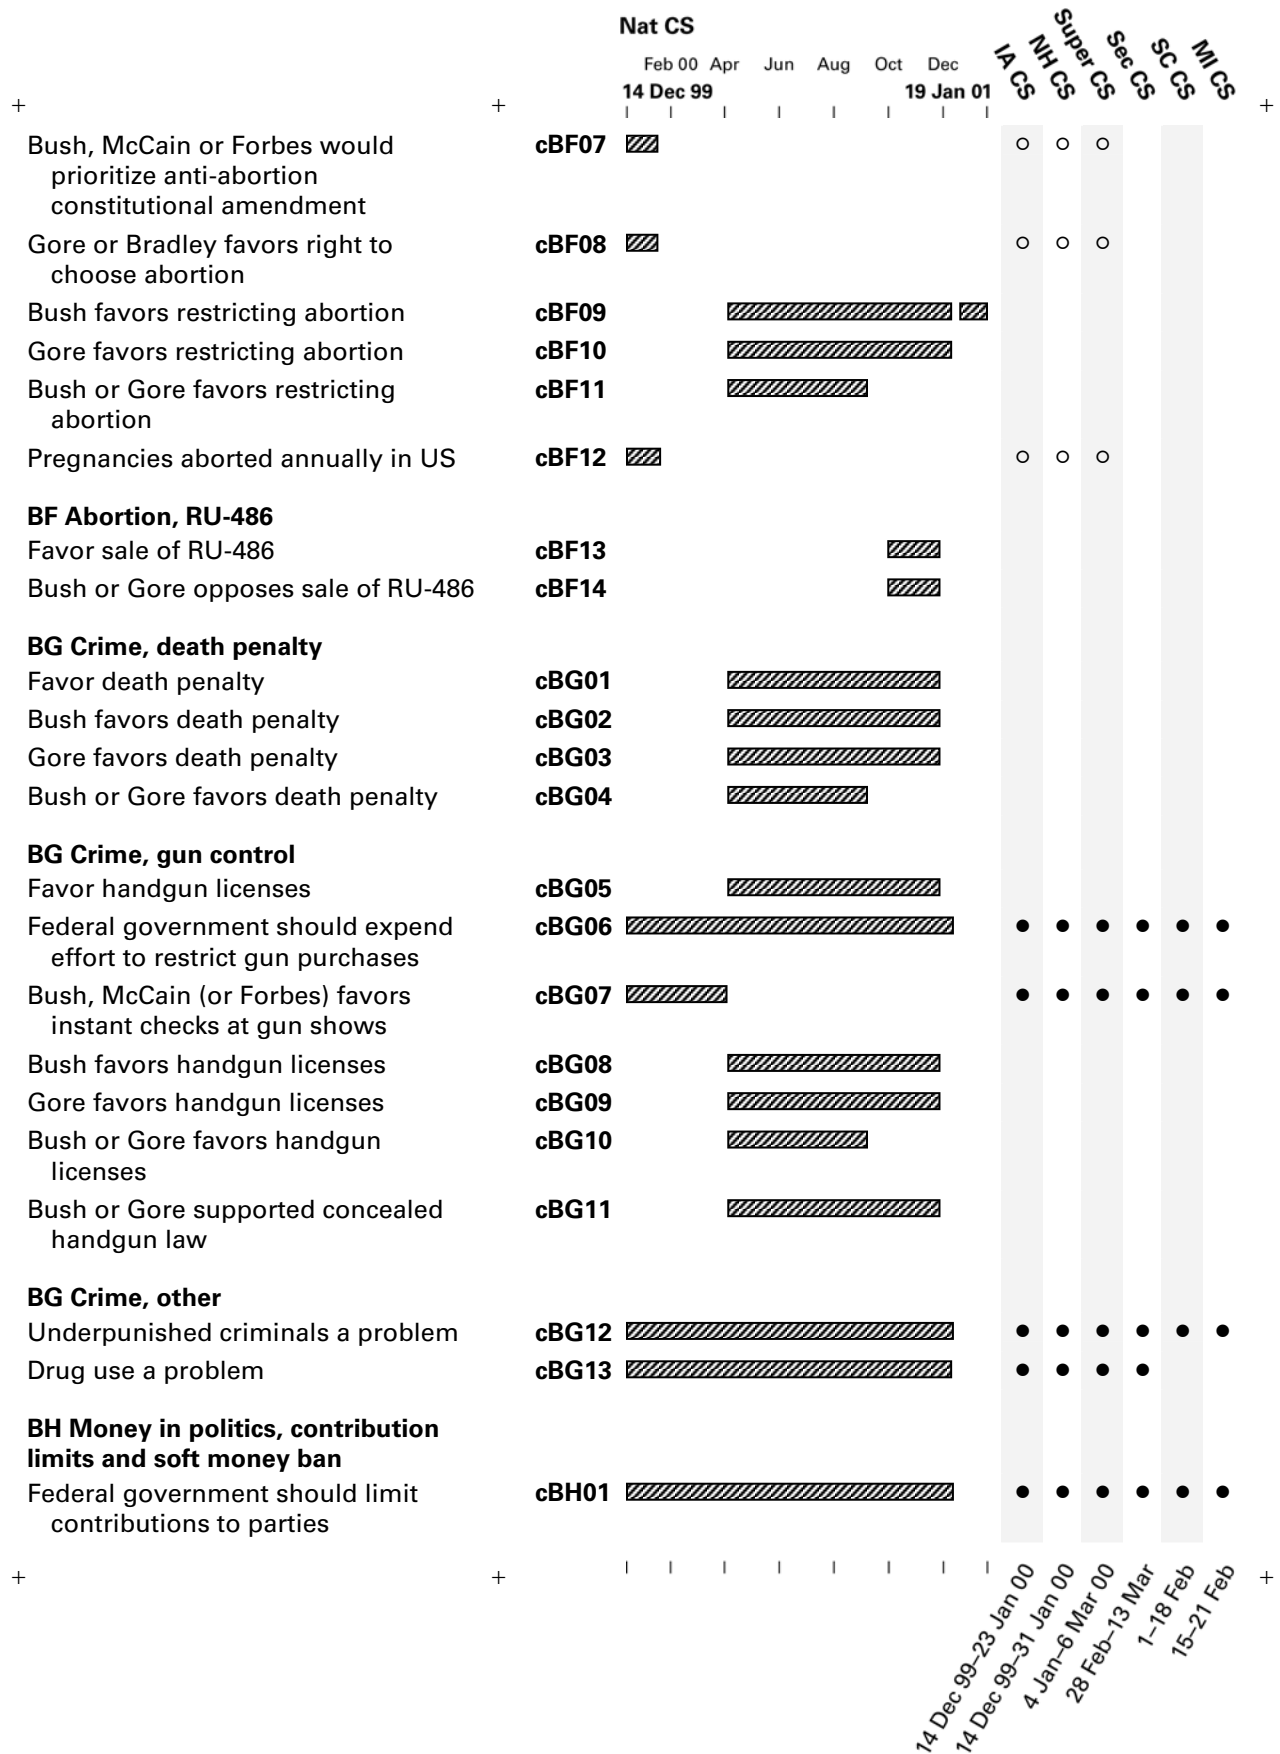 Nat CS
Feb 00 Apr Jun Aug Oct Dec
14 Dec 99 19 Jan 01
IA CS NH CS Super CS Sec CS SC CS MI CS
Bush, McCain or Forbes would cBF07
prioritize anti-abortion
constitutional amendment
Gore or Bradley favors right to cBF08
choose abortion
Bush favors restricting abortion cBF09
Gore favors restricting abortion cBF10
Bush or Gore favors restricting cBF11
abortion
Pregnancies aborted annually in US cBF12
BF Abortion, RU-486
Favor sale of RU-486 cBF13
Bush or Gore opposes sale of RU-486 cBF14
BG Crime, death penalty
Favor death penalty cBG01
Bush favors death penalty cBG02
Gore favors death penalty cBG03
Bush or Gore favors death penalty cBG04
BG Crime, gun control
Favor handgun licenses cBG05
Federal government should expend cBG06
effort to restrict gun purchases
Bush, McCain (or Forbes) favors cBG07
instant checks at gun shows
Bush favors handgun licenses cBG08
Gore favors handgun licenses cBG09
Bush or Gore favors handgun cBG10
licenses
Bush or Gore supported concealed cBG11
handgun law
BG Crime, other
Underpunished criminals a problem cBG12
Drug use a problem cBG13
BH Money in politics, contribution
limits and soft money ban
Federal government should limit cBH01
contributions to parties
14 Dec 99–23 Jan 00
14 Dec 99–31 Jan 00
4 Jan–6 Mar 00
28 Feb–13 Mar
1–18 Feb
15–21 Feb